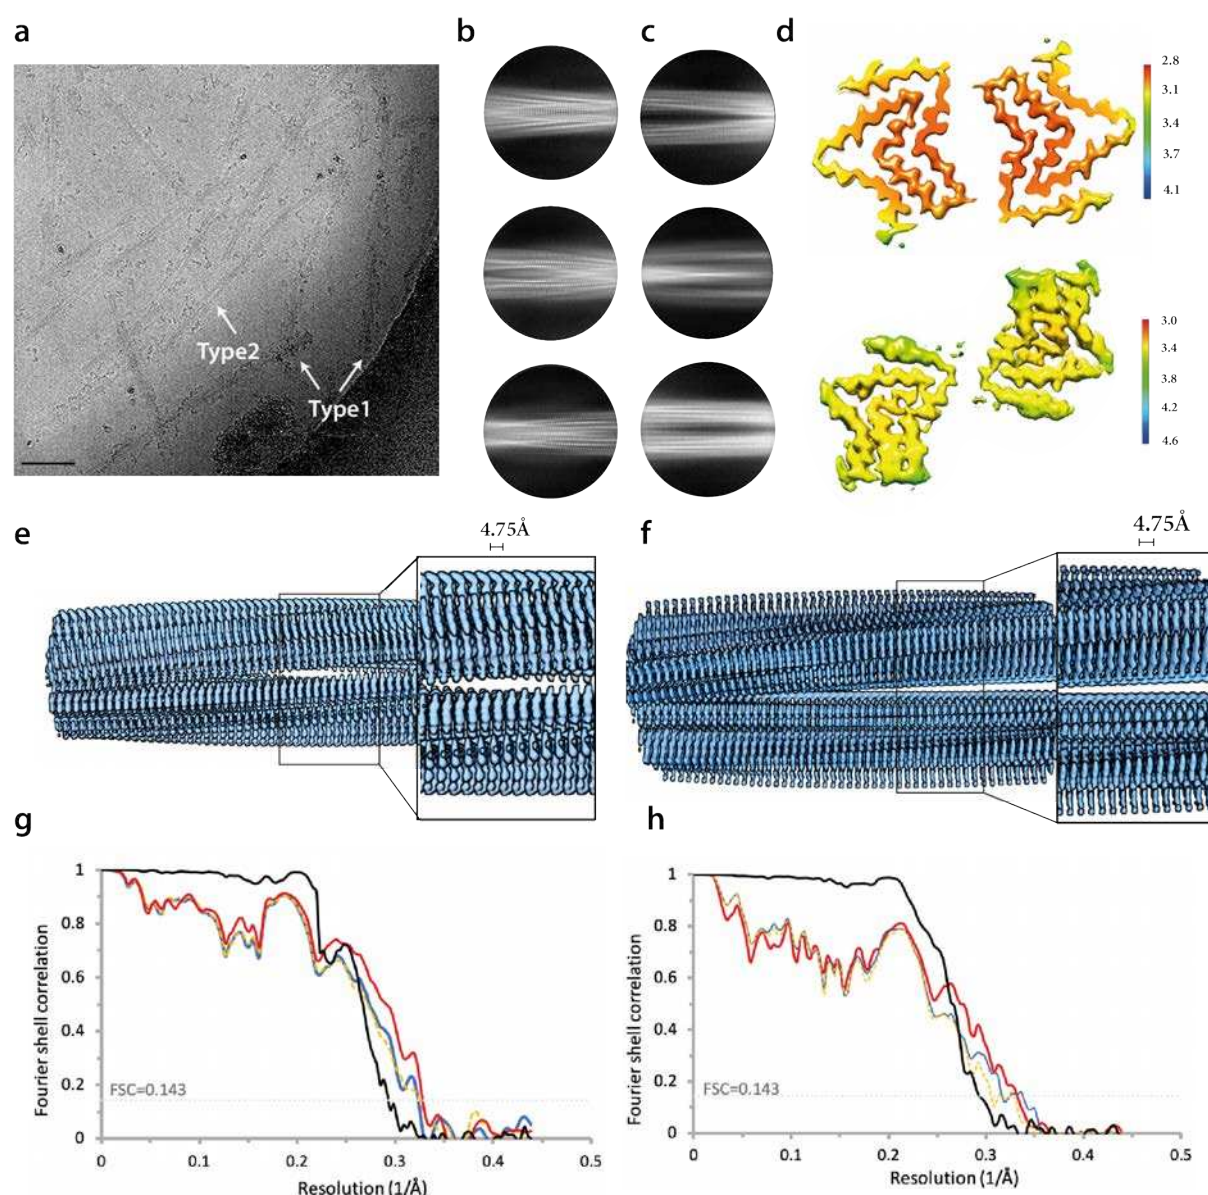 a
b
c
d
Type2
Type1
2.8
3.1
3.4
3.7
4.1
3.0
3.4
3.8
4.2
4.6
e
4.75Å
f
4.75Å
g
h
1
0.8
0.6
0.4
0.2
0
Fourier shell correlation
FSC=0.143
0
0.1
0.2
0.3
0.4
0.5
Resolution (1/Å)
1
0.8
0.6
0.4
0.2
0
Fourier shell correlation
FSC=0.143
0
0.1
0.2
0.3
0.4
0.5
Resolution (1/Å)